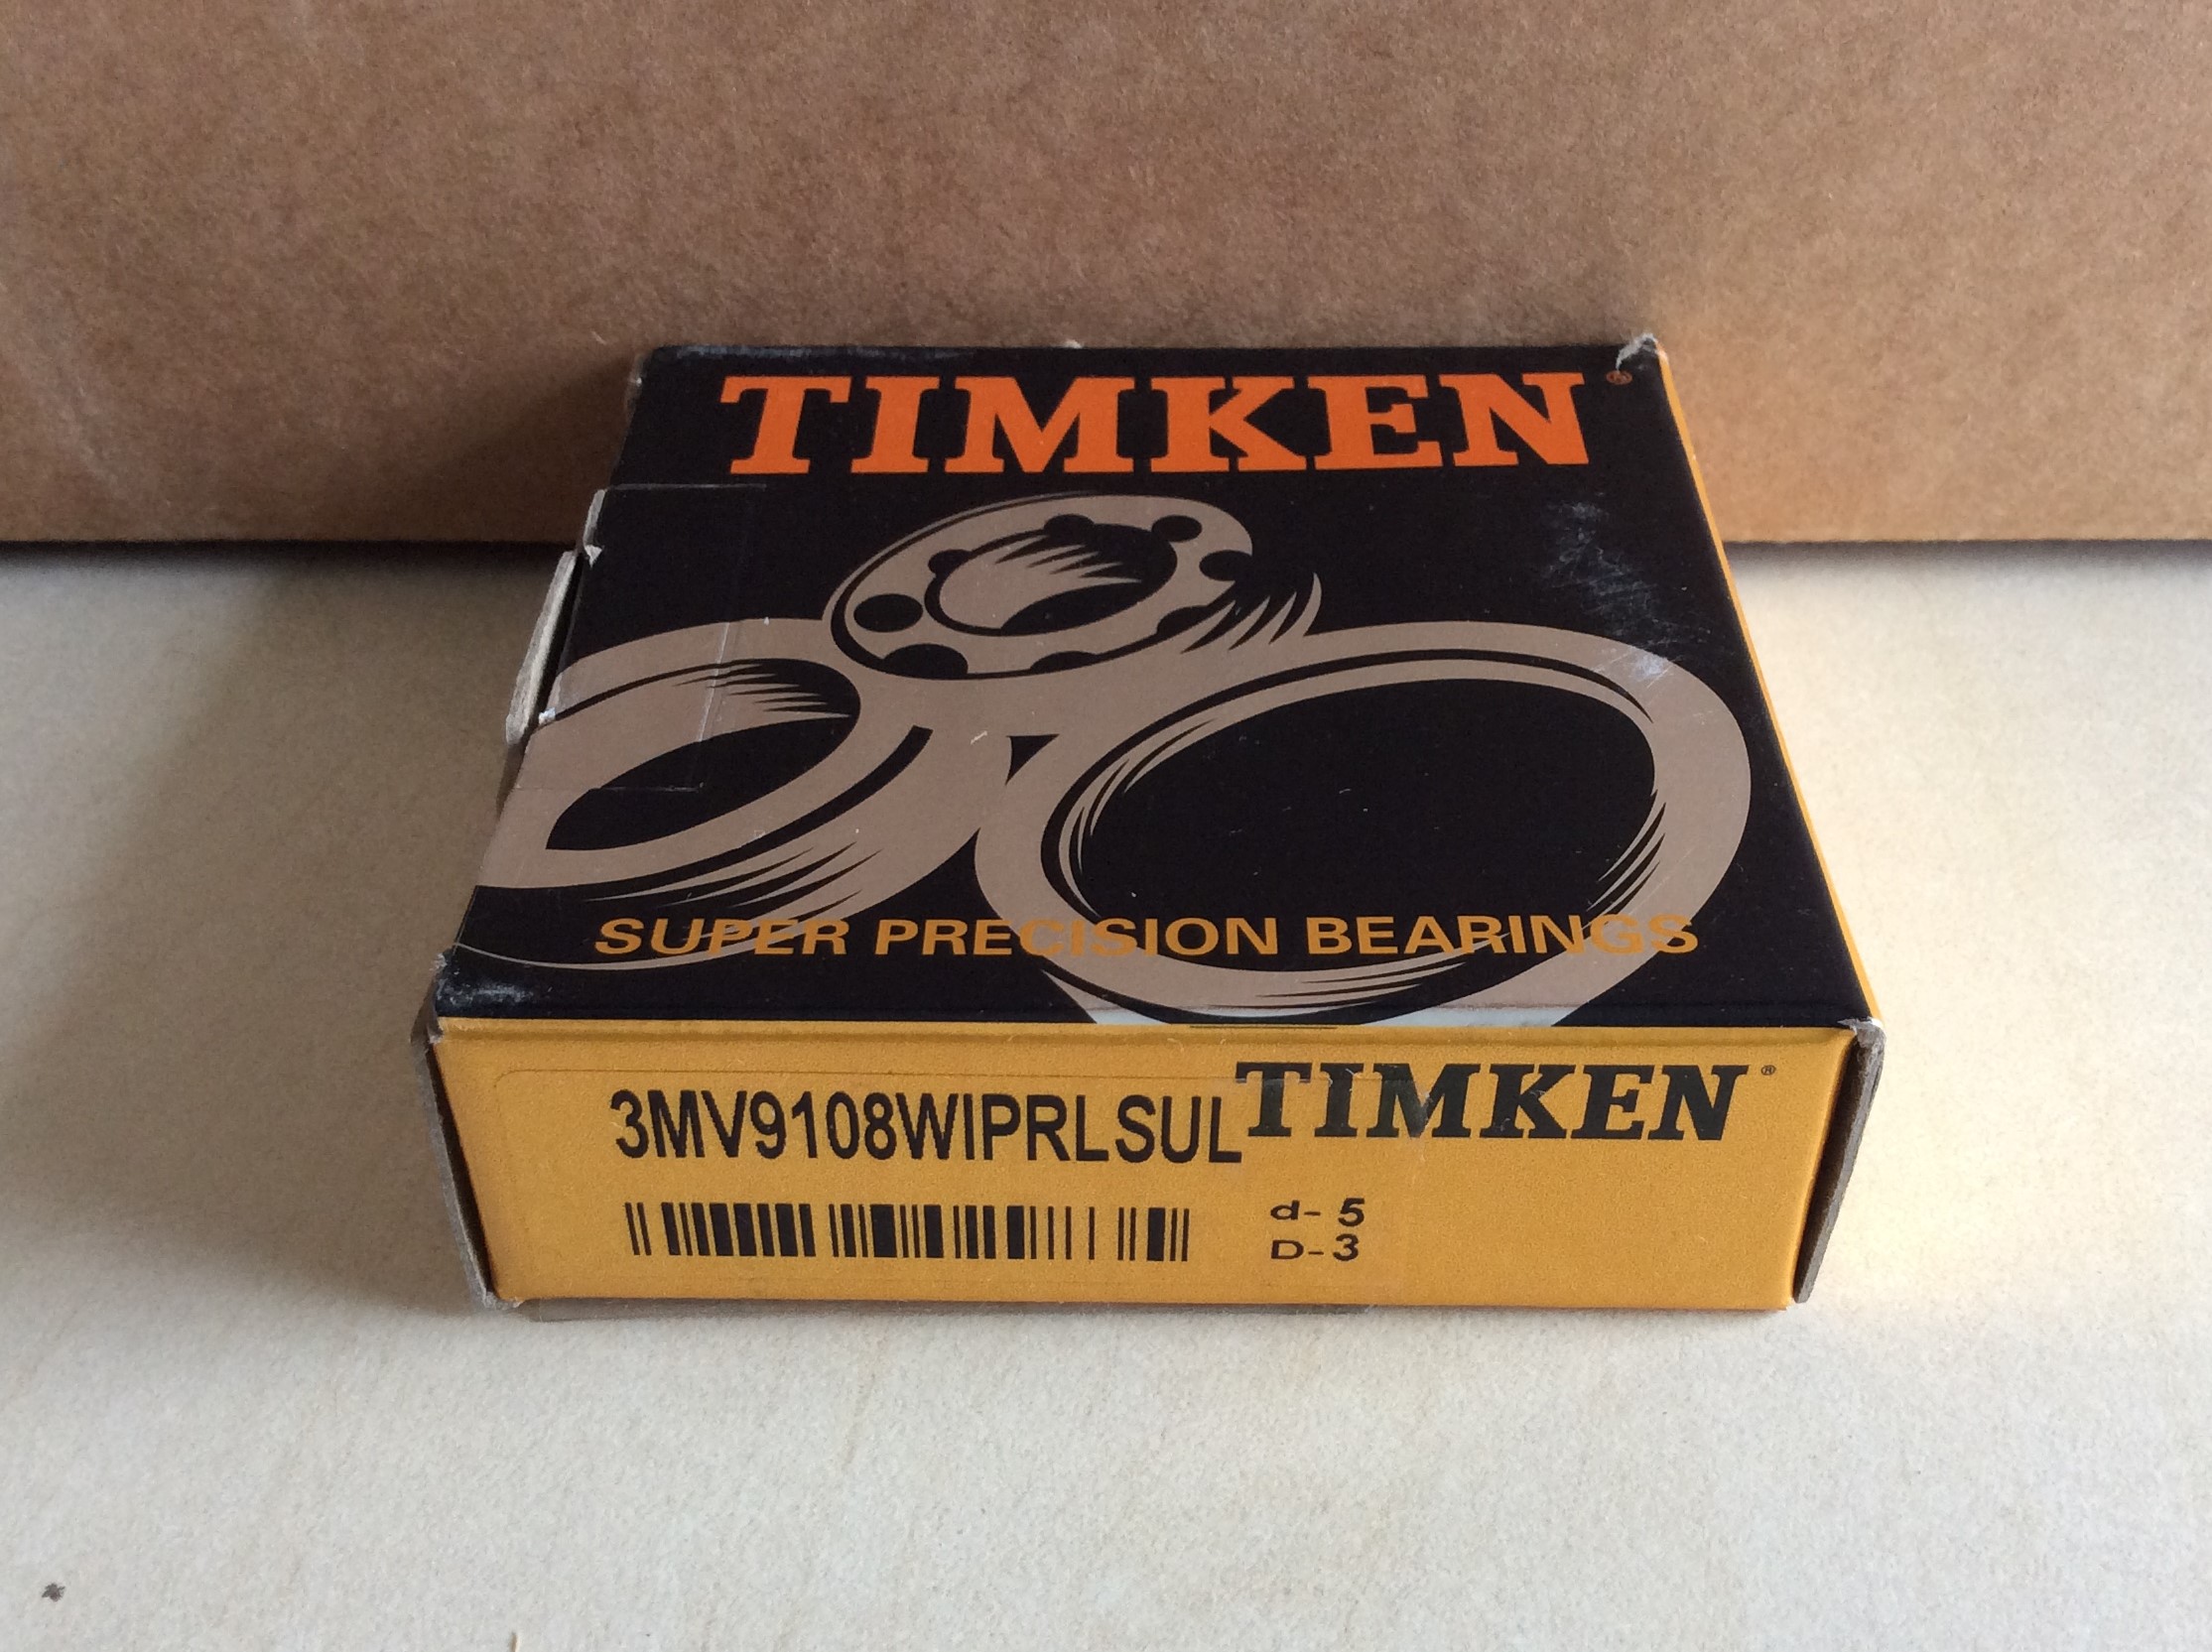 TIMKEN®
SUPER PRECISION BEARINGS
3MV9108WIPRLSUL
TIMKEN®
d-5
D-3